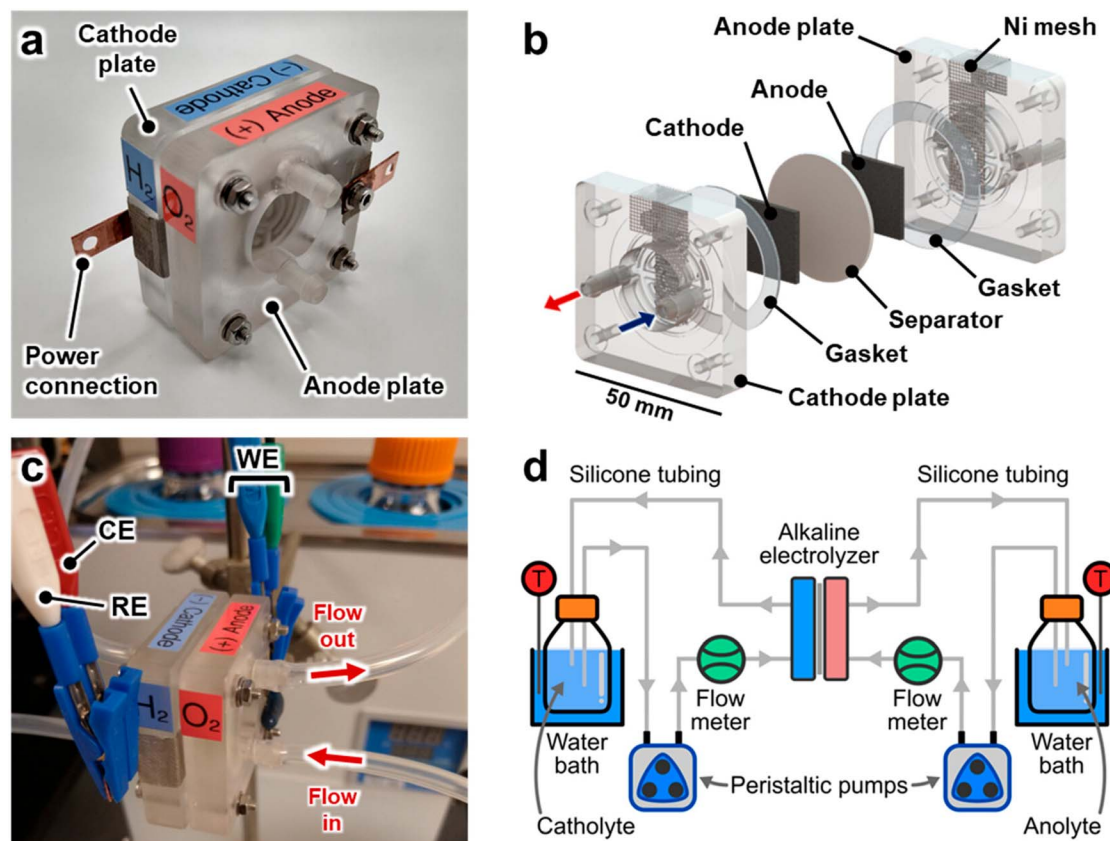 a
Cathode
plate
(-) Cathode
(+) Anode
H₂
O₂
Power
connection
Anode plate
b
Anode plate
Ni mesh
Anode
Cathode
Gasket
Separator
Gasket
Cathode plate
50 mm
c
WE
CE
RE
(-) Cathode
(+) Anode
Flow
out
H₂
O₂
Flow
in
d
Silicone tubing
Silicone tubing
Alkaline
electrolyzer
T
T
Flow
meter
Flow
meter
Water
bath
Water
bath
Peristaltic pumps
Catholyte
Anolyte